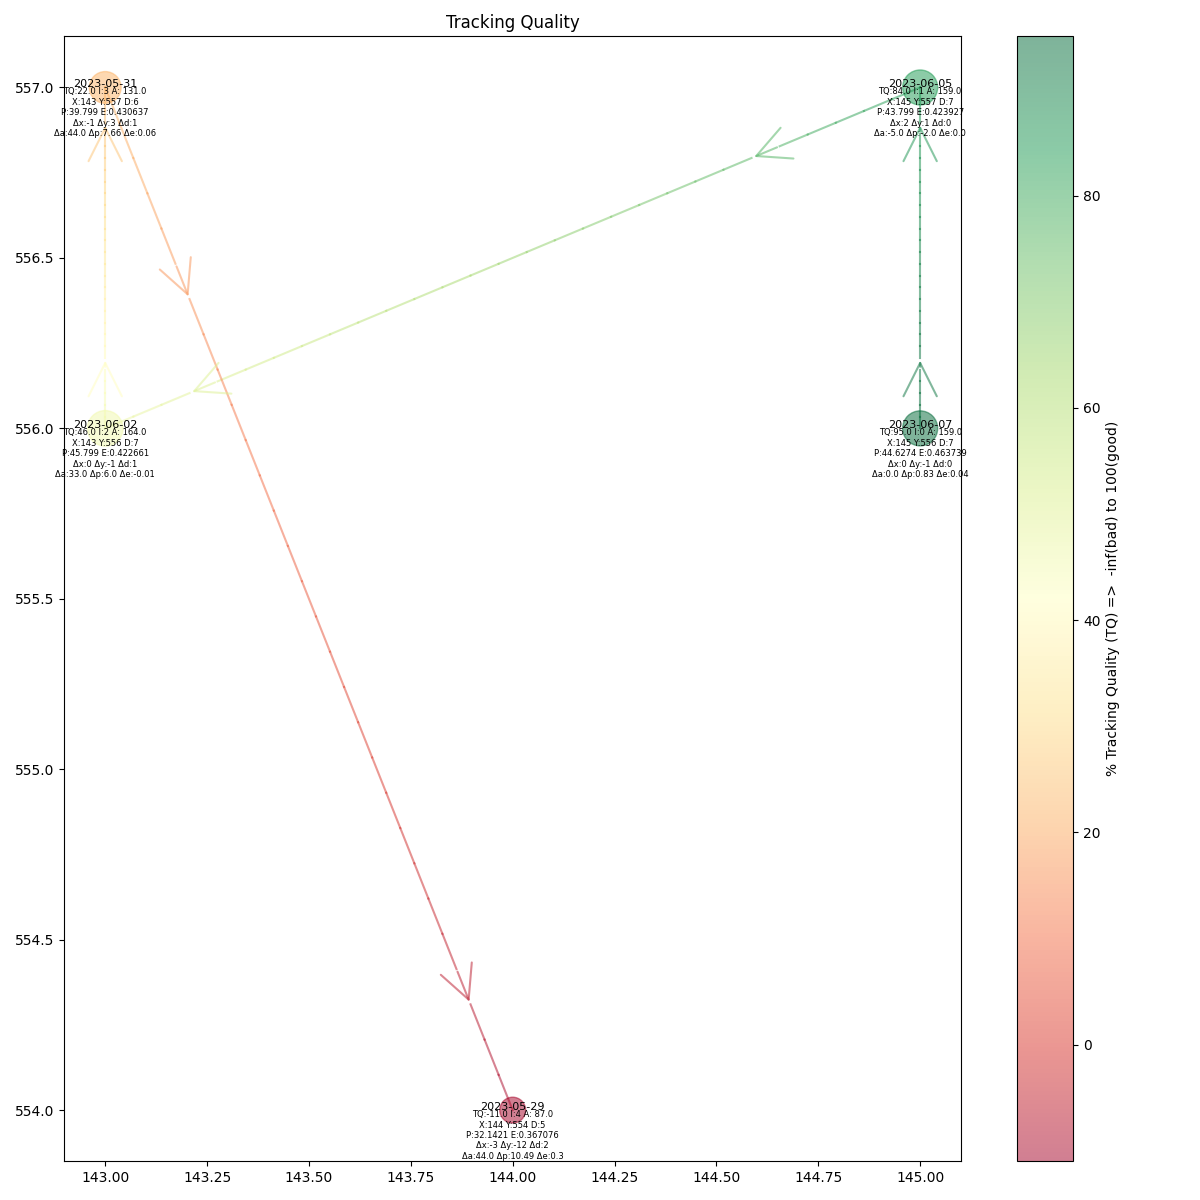 Tracking Quality
557.0
556.5
556.0
555.5
555.0
554.5
554.0
2023-05-31
TQ:22.0 I:3 A: 131.0
X:143 Y:557 D:6
P:39.799 E:0.430637
Δx:-1 Δy:3 Δd:1
Δa:44.0 Δp:7.66 Δe:0.06
2023-06-05
TQ:84.0 I:1 A: 159.0
X:145 Y:557 D:7
P:43.799 E:0.423927
Δx:2 Δy:1 Δd:0
Δa:-5.0 Δp:-2.0 Δe:0.0
2023-06-02
TQ:46.0 I:2 A: 164.0
X:143 Y:556 D:7
P:45.799 E:0.422661
Δx:0 Δy:-1 Δd:1
Δa:33.0 Δp:6.0 Δe:-0.01
2023-06-07
TQ:95.0 I:0 A: 159.0
X:145 Y:556 D:7
P:44.6274 E:0.463739
Δx:0 Δy:-1 Δd:0
Δa:0.0 Δp:0.83 Δe:0.04
2023-05-29
TQ:-11.0 I:4 A: 87.0
X:144 Y:554 D:5
P:32.1421 E:0.367076
Δx:-3 Δy:-12 Δd:2
Δa:44.0 Δp:10.49 Δe:0.3
143.00 143.25 143.50 143.75 144.00 144.25 144.50 144.75 145.00
80
60
40
20
0
% Tracking Quality (TQ) => -inf(bad) to 100(good)